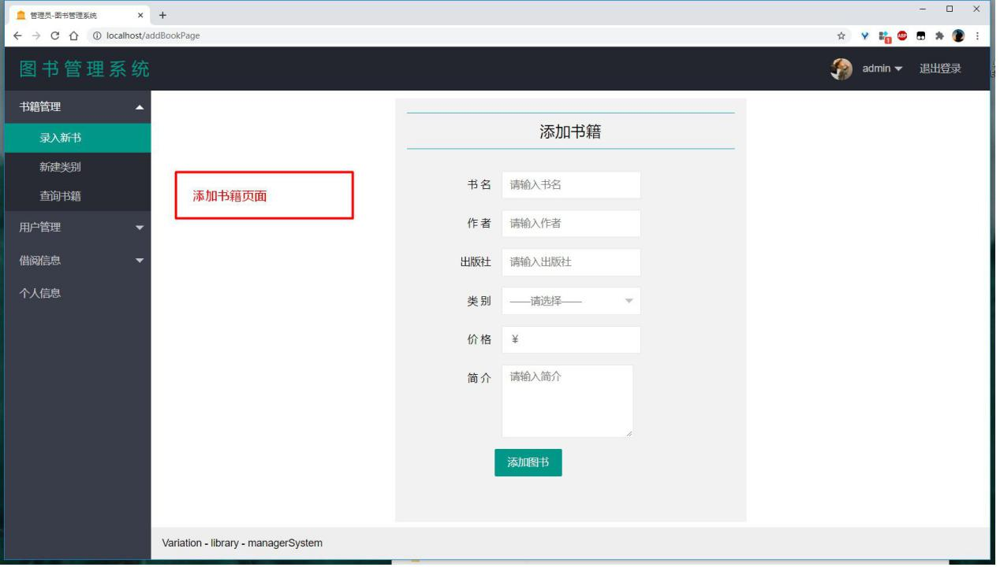 管理员-图书管理系统
localhost/addBookPage
ABP
1
图书管理系统
admin
退出登录
书籍管理
录入新书
新建类别
查询书籍
用户管理
借阅信息
个人信息
添加书籍页面
添加书籍
书名 请输入书名
作者 请输入作者
出版社 请输入出版社
类别 ——请选择——
价格 ¥
简介 请输入简介
添加图书
Variation - library - managerSystem